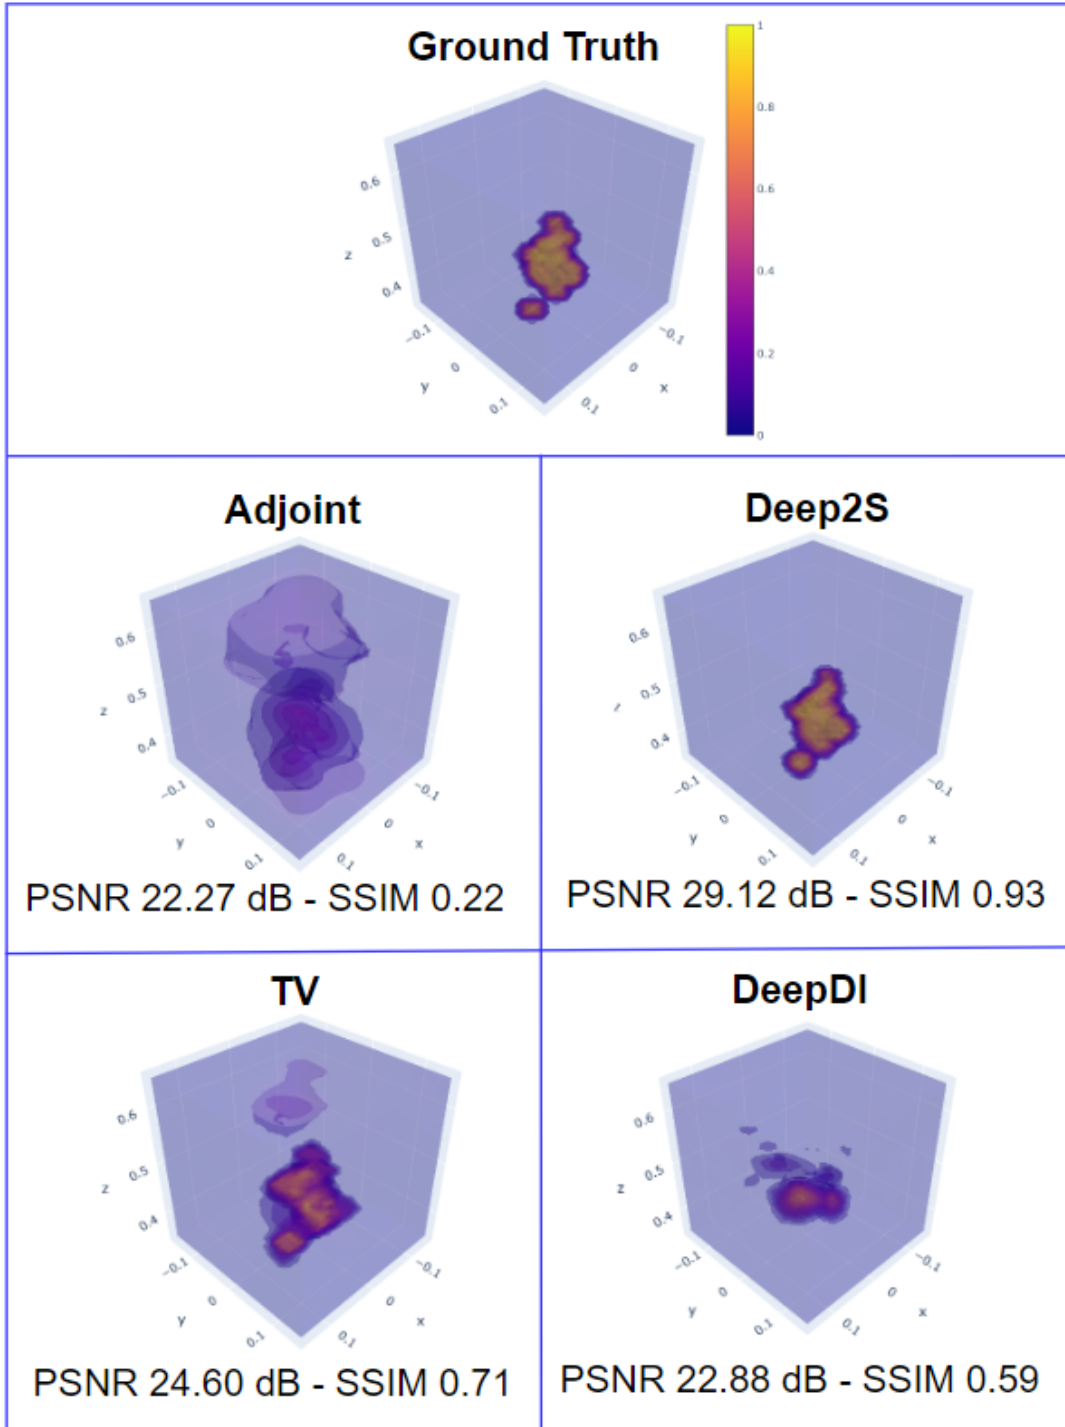 Ground Truth
1
0.8
0.6
0.4
0.2
0
0.6
0.5
0.4
z
−0.1
0
0.1
y
−0.1
0
0.1
x
Adjoint
0.6
0.5
0.4
z
−0.1
0
0.1
y
−0.1
0
0.1
x
PSNR 22.27 dB - SSIM 0.22
Deep2S
0.6
0.5
0.4
−0.1
0
0.1
y
−0.1
0
0.1
x
PSNR 29.12 dB - SSIM 0.93
TV
0.6
0.5
0.4
z
−0.1
0
0.1
y
−0.1
0
0.1
x
PSNR 24.60 dB - SSIM 0.71
DeepDI
0.6
0.5
0.4
z
−0.1
0
0.1
y
−0.1
0
0.1
x
PSNR 22.88 dB - SSIM 0.59